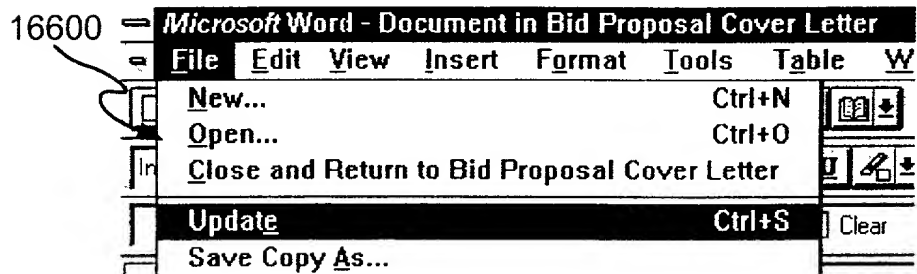 16600
Microsoft Word - Document in Bid Proposal Cover Letter
File Edit View Insert Format Tools Table W
New... Ctrl+N
Open... Ctrl+O
Close and Return to Bid Proposal Cover Letter
In
Update Ctrl+S Clear
Save Copy As...